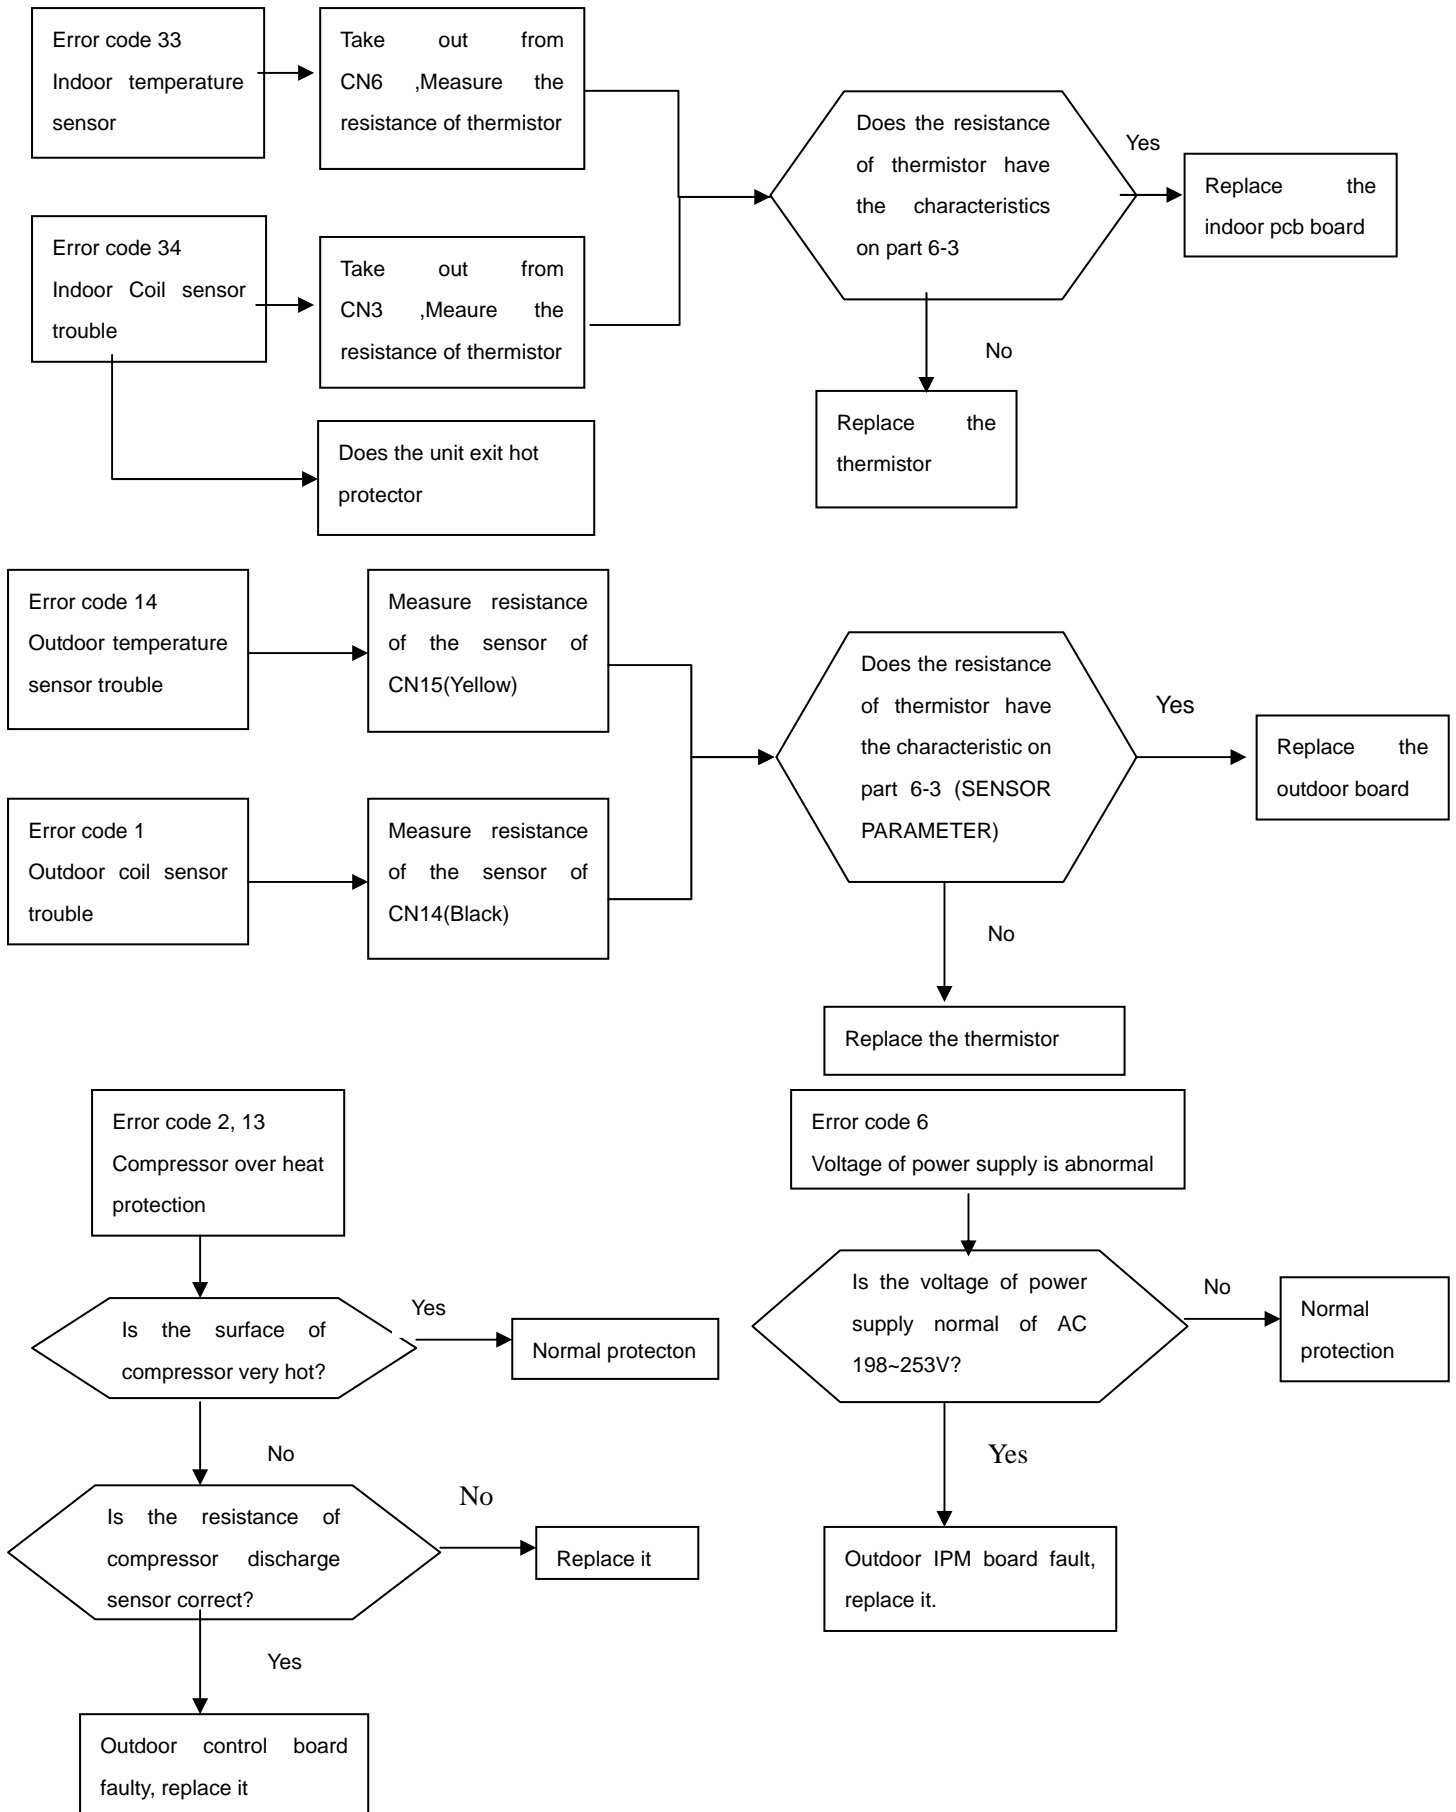 Error code 33
Indoor temperature
sensor
Take out from
CN6 ,Measure the
resistance of thermistor
Does the resistance
of thermistor have
the characteristics
on part 6-3
Yes
Replace the
indoor pcb board
Error code 34
Indoor Coil sensor
trouble
Take out from
CN3 ,Meaure the
resistance of thermistor
No
Replace the
thermistor
Does the unit exit hot
protector
Error code 14
Outdoor temperature
sensor trouble
Measure resistance
of the sensor of
CN15(Yellow)
Does the resistance
of thermistor have
the characteristic on
part 6-3 (SENSOR
PARAMETER)
Yes
Replace the
outdoor board
Error code 1
Outdoor coil sensor
trouble
Measure resistance
of the sensor of
CN14(Black)
No
Replace the thermistor
Error code 2, 13
Compressor over heat
protection
Is the surface of
compressor very hot?
Yes
Normal protecton
No
Is the resistance of
compressor discharge
sensor correct?
No
Replace it
Yes
Outdoor control board
faulty, replace it
Error code 6
Voltage of power supply is abnormal
Is the voltage of power
supply normal of AC
198~253V?
No
Normal
protection
Yes
Outdoor IPM board fault,
replace it.